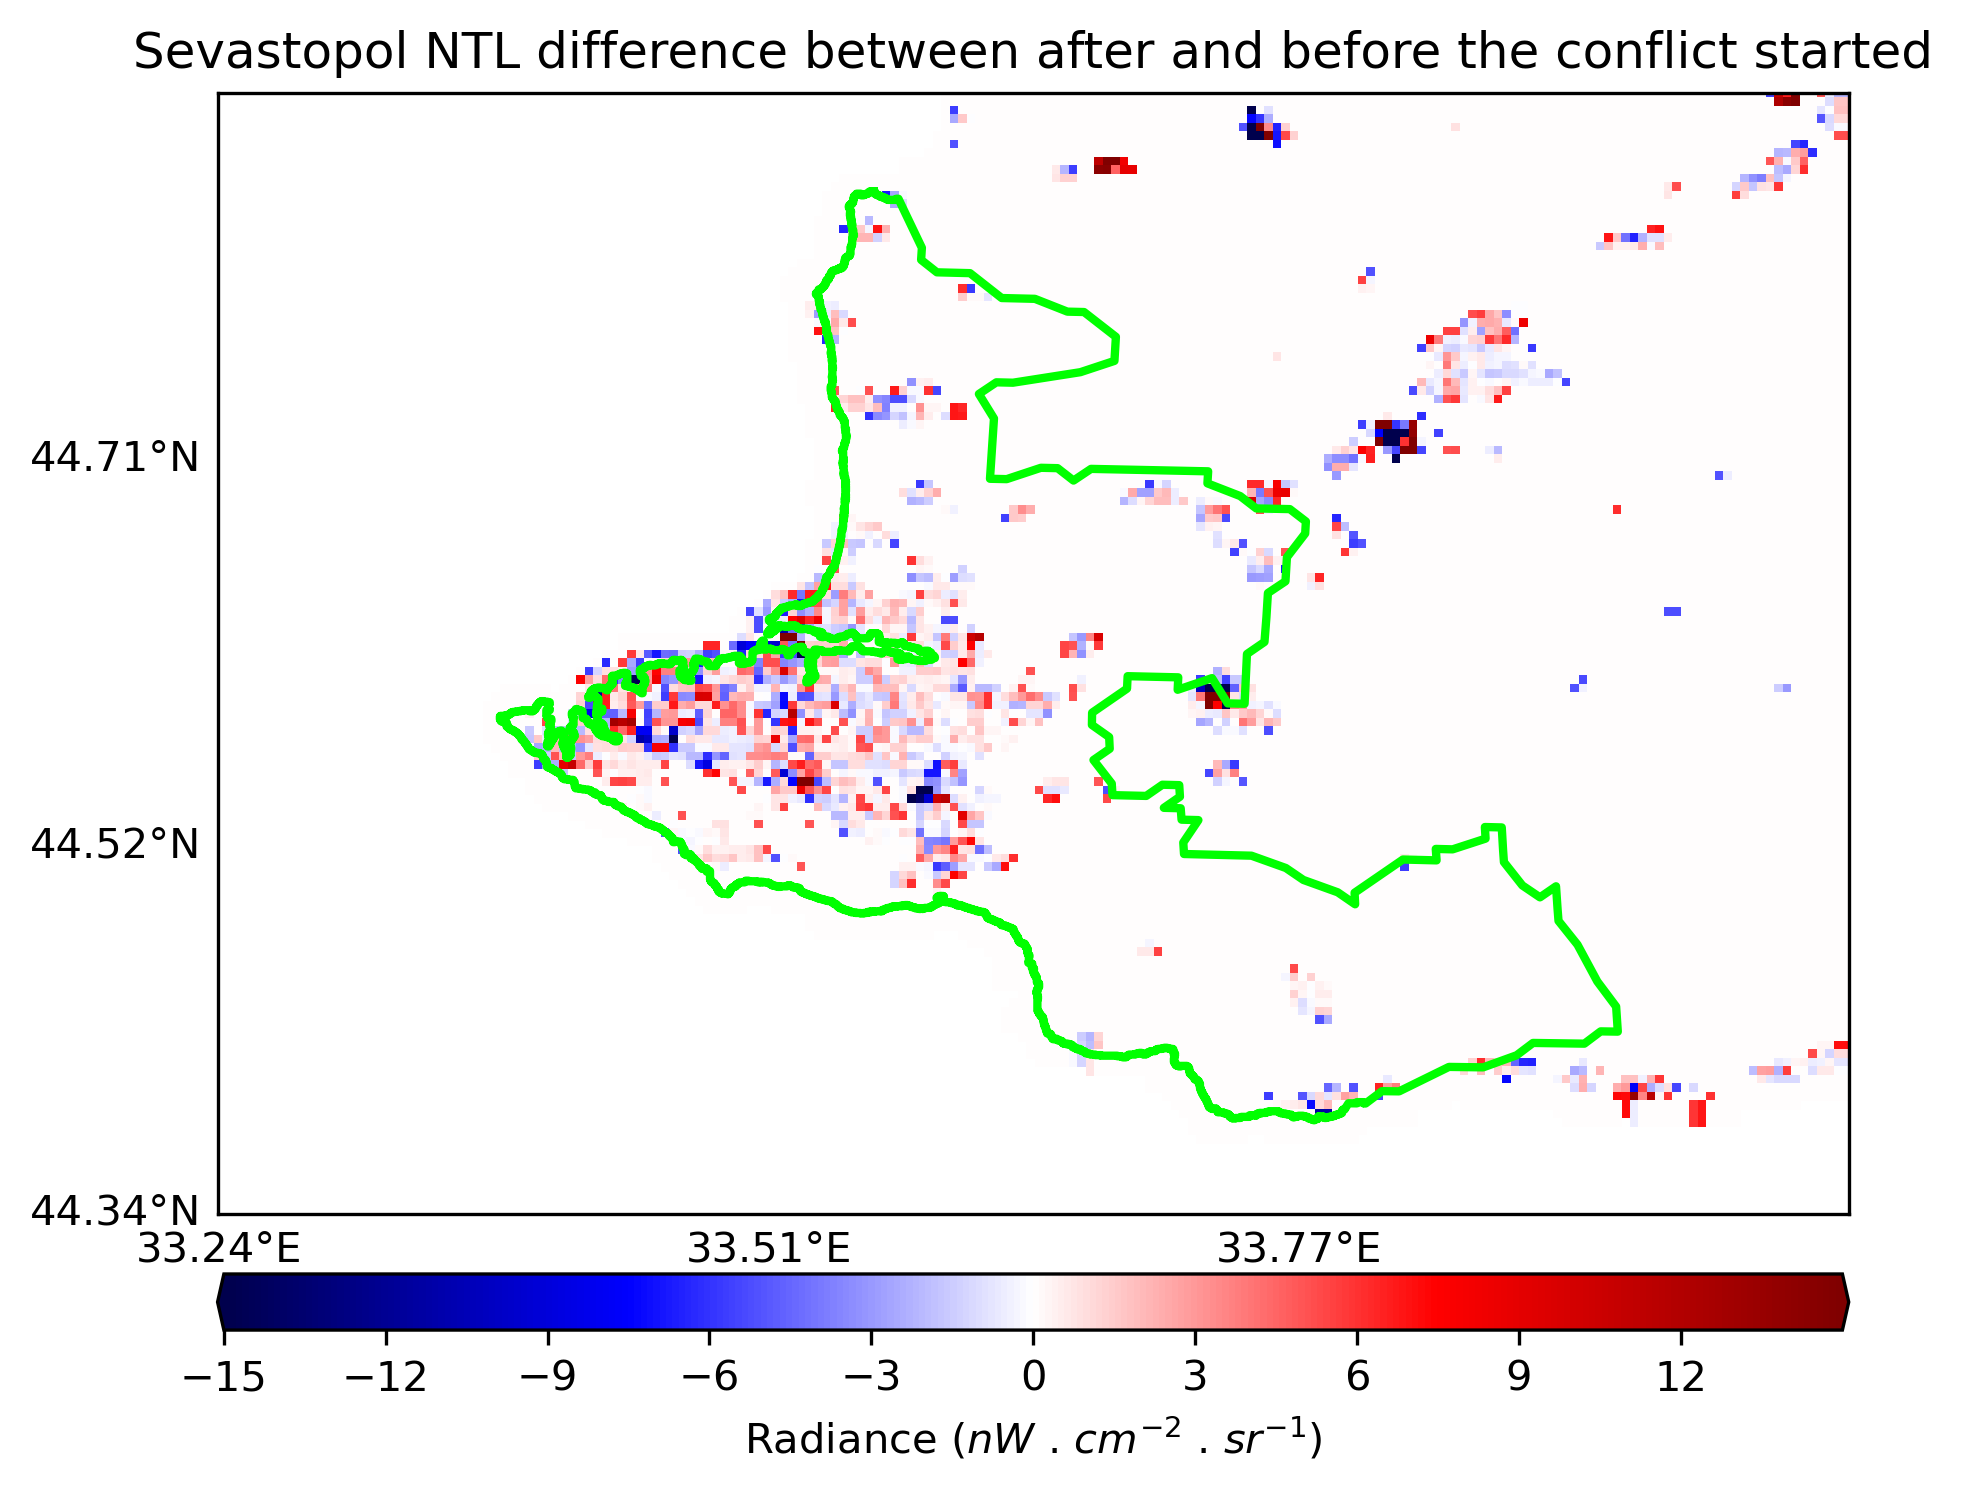 Sevastopol NTL difference between after and before the conflict started
44.71°N
44.52°N
44.34°N
33.24°E 33.51°E 33.77°E
−15 −12 −9 −6 −3 0 3 6 9 12
Radiance (nW . cm⁻² . sr⁻¹)